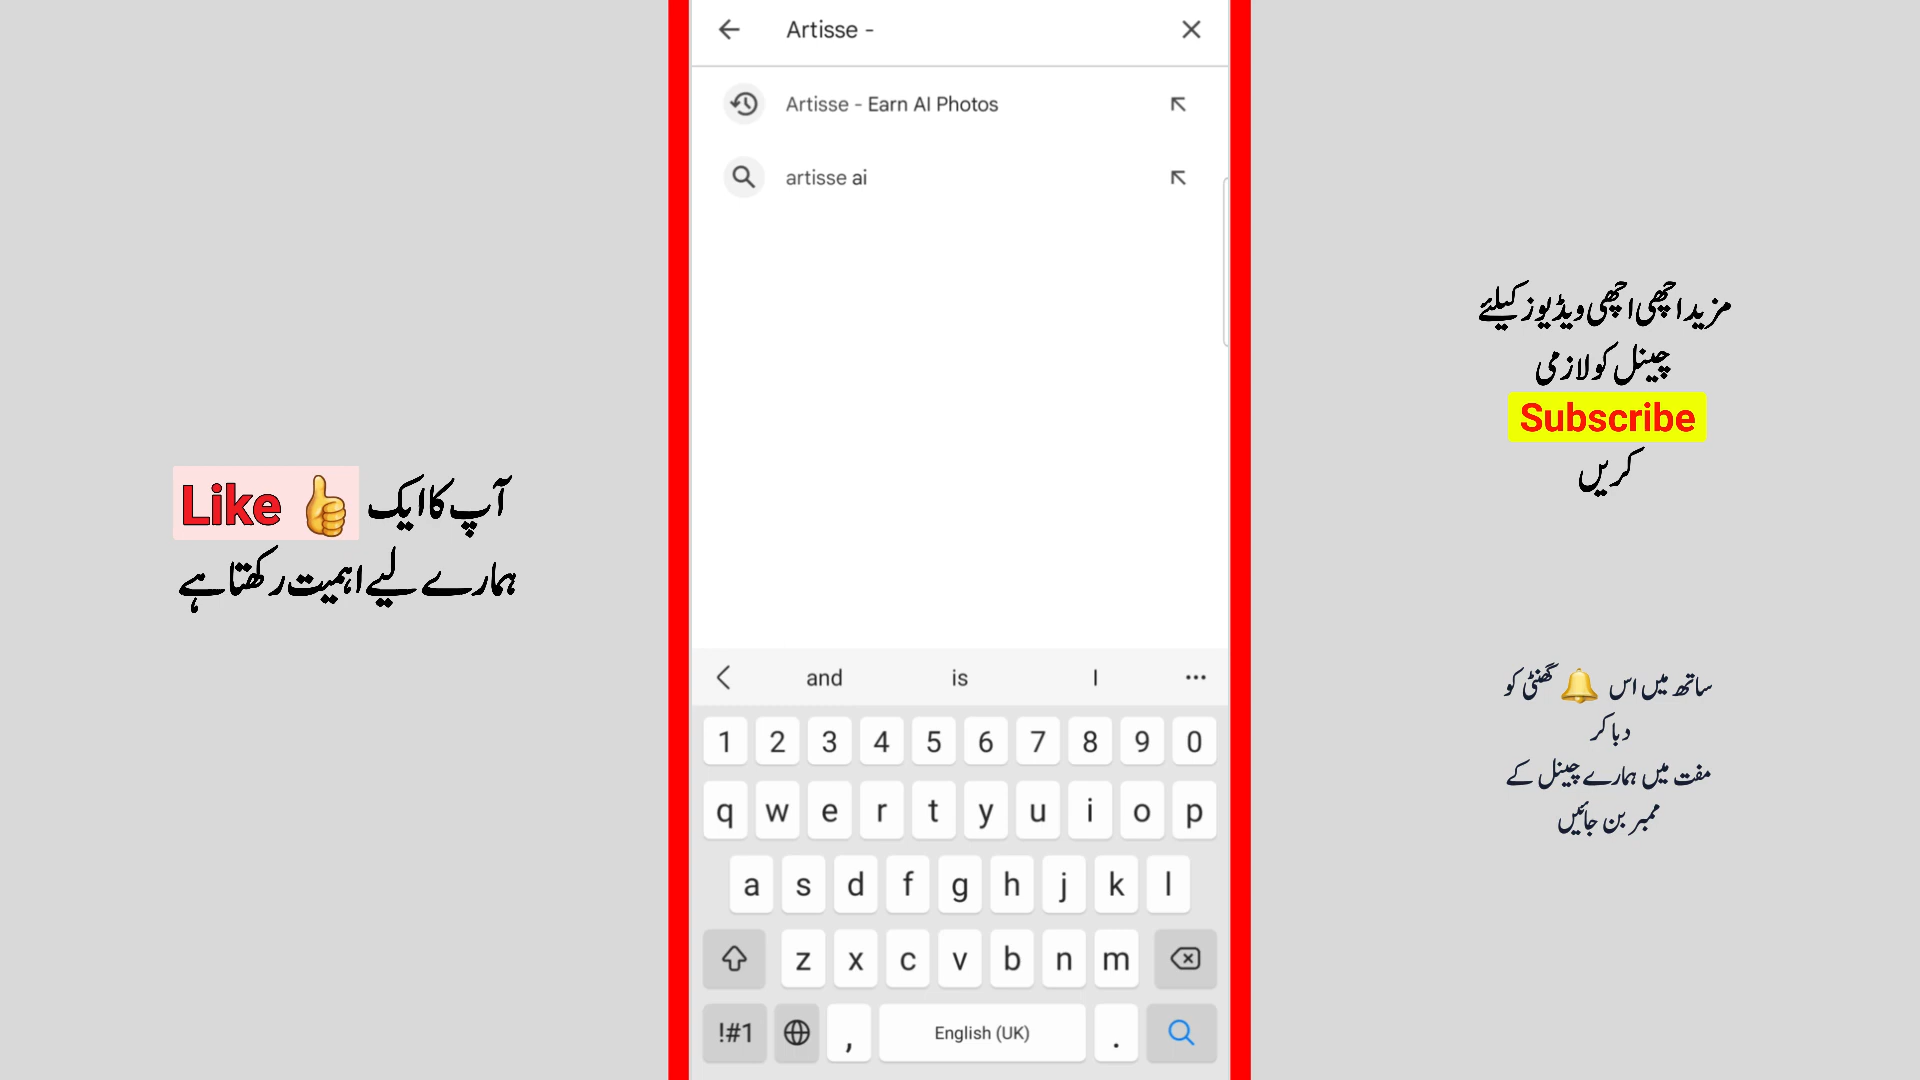 Artisse -
Artisse - Earn AI Photos
artisse ai
and is I ...
1 2 3 4 5 6 7 8 9 0
q w e r t y u i o p
a s d f g h j k l
z x c v b n m
!#1 , English (UK) .
آپ کا ایک Like 👍
ہمارے لیے اہمیت رکھتا ہے
مزید اچھی اچھی ویڈیوز کیلئے
چینل کو لازمی
Subscribe
کریں
ساتھ میں اس 🔔 گھنٹی کو
دبا کر
مفت میں ہمارے چینل کے
ممبر بن جائیں